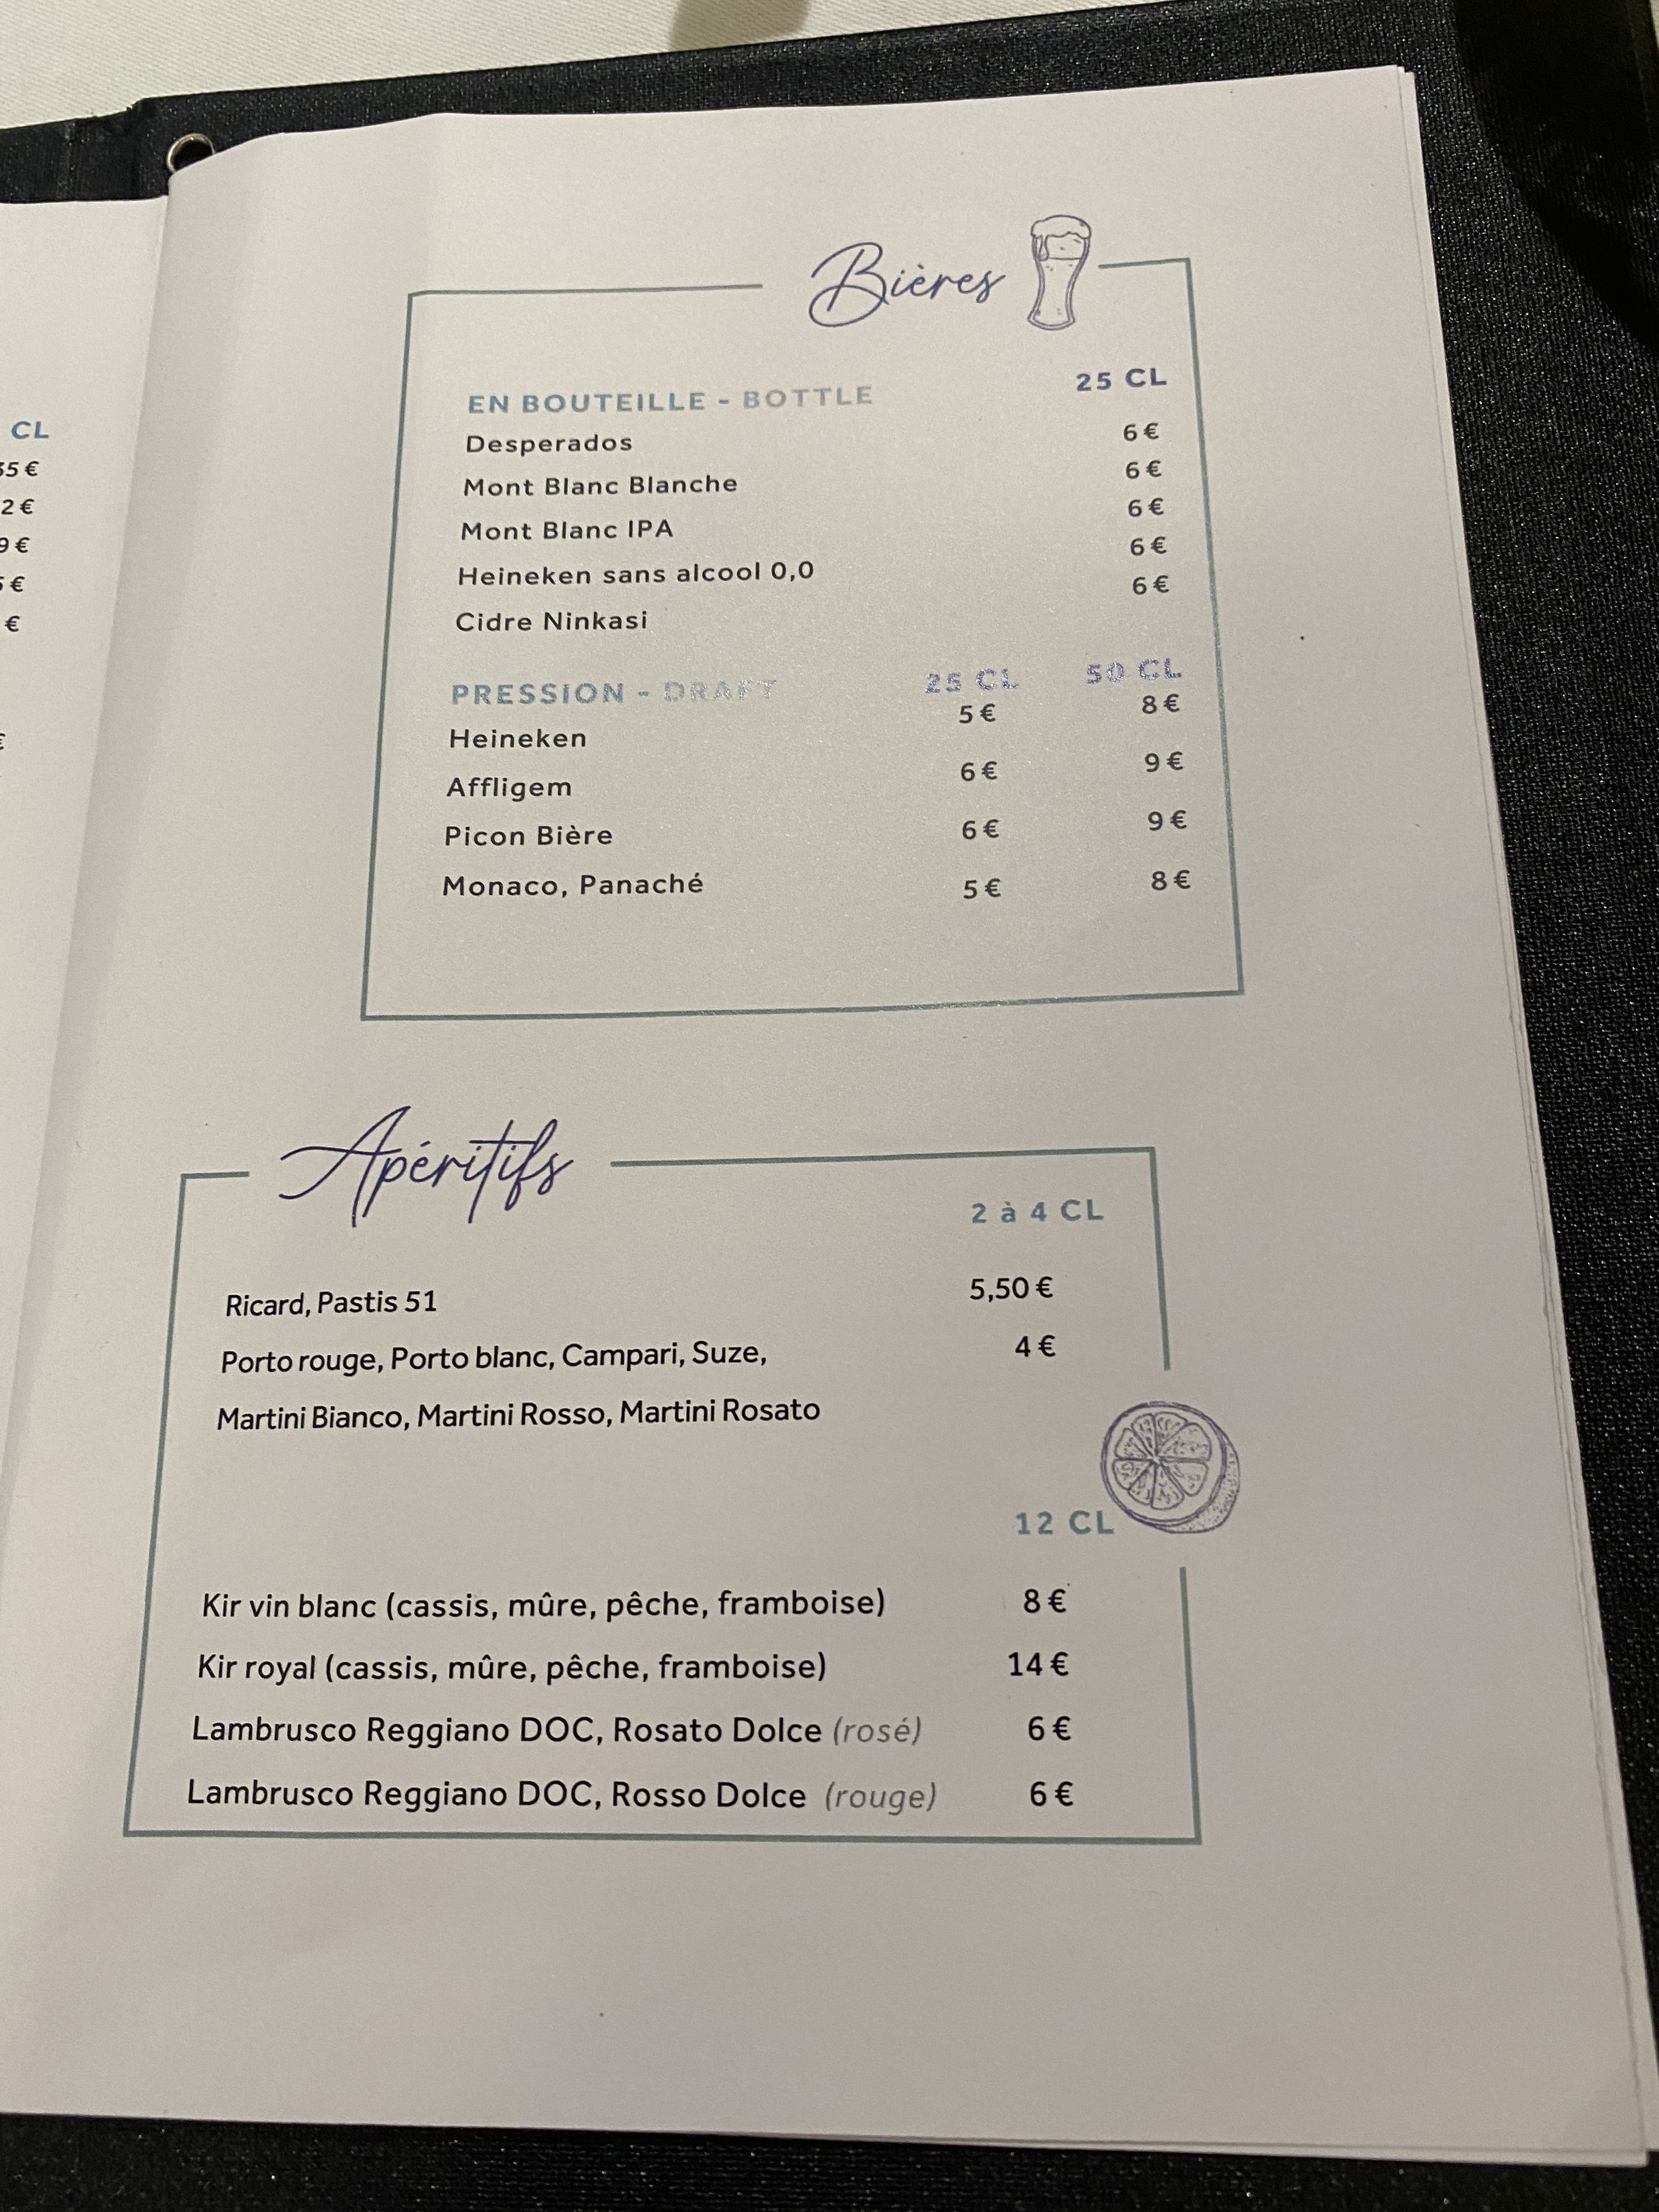 CL
35 €
2 €
9 €
€
€
Bières
EN BOUTEILLE - BOTTLE 25 CL
Desperados 6 €
Mont Blanc Blanche 6 €
Mont Blanc IPA 6 €
Heineken sans alcool 0,0 6 €
Cidre Ninkasi 6 €
PRESSION - DRAFT 25 CL 50 CL
Heineken 5 € 8 €
Affligem 6 € 9 €
Picon Bière 6 € 9 €
Monaco, Panaché 5 € 8 €
Apéritifs
2 à 4 CL
Ricard, Pastis 51 5,50 €
Porto rouge, Porto blanc, Campari, Suze, 4 €
Martini Bianco, Martini Rosso, Martini Rosato
12 CL
Kir vin blanc (cassis, mûre, pêche, framboise) 8 €
Kir royal (cassis, mûre, pêche, framboise) 14 €
Lambrusco Reggiano DOC, Rosato Dolce (rosé) 6 €
Lambrusco Reggiano DOC, Rosso Dolce (rouge) 6 €